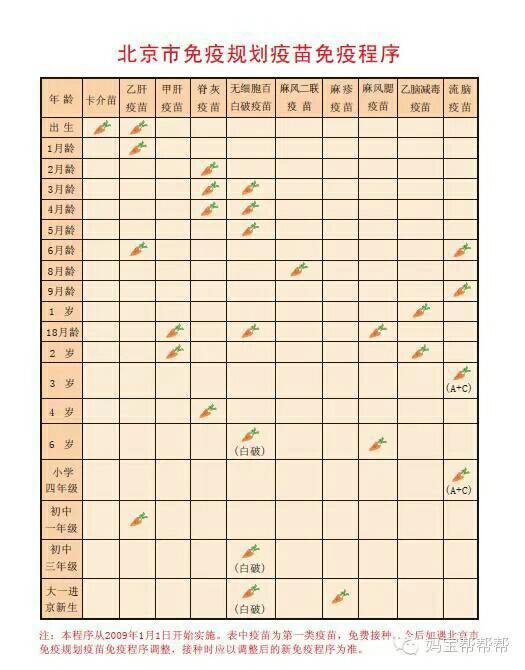 北京市免疫规划疫苗免疫程序
年龄 卡介苗 乙肝疫苗 甲肝疫苗 脊灰疫苗 无细胞百白破疫苗 麻风二联疫苗 麻疹疫苗 麻风腮疫苗 乙脑减毒疫苗 流脑疫苗
出生
1月龄
2月龄
3月龄
4月龄
5月龄
6月龄
8月龄
9月龄
1 岁
18月龄
2 岁
3 岁 (A+C)
4 岁
6 岁 (白破)
小学
四年级 (A+C)
初中
一年级
初中
三年级 (白破)
大一进
京新生 (白破)
注：本程序从2009年1月1日开始实施。表中疫苗为第一类疫苗，免费接种。今后如遇北京市
免疫规划疫苗免疫程序调整，接种时应以调整后的新免疫程序为准。
妈宝帮帮帮